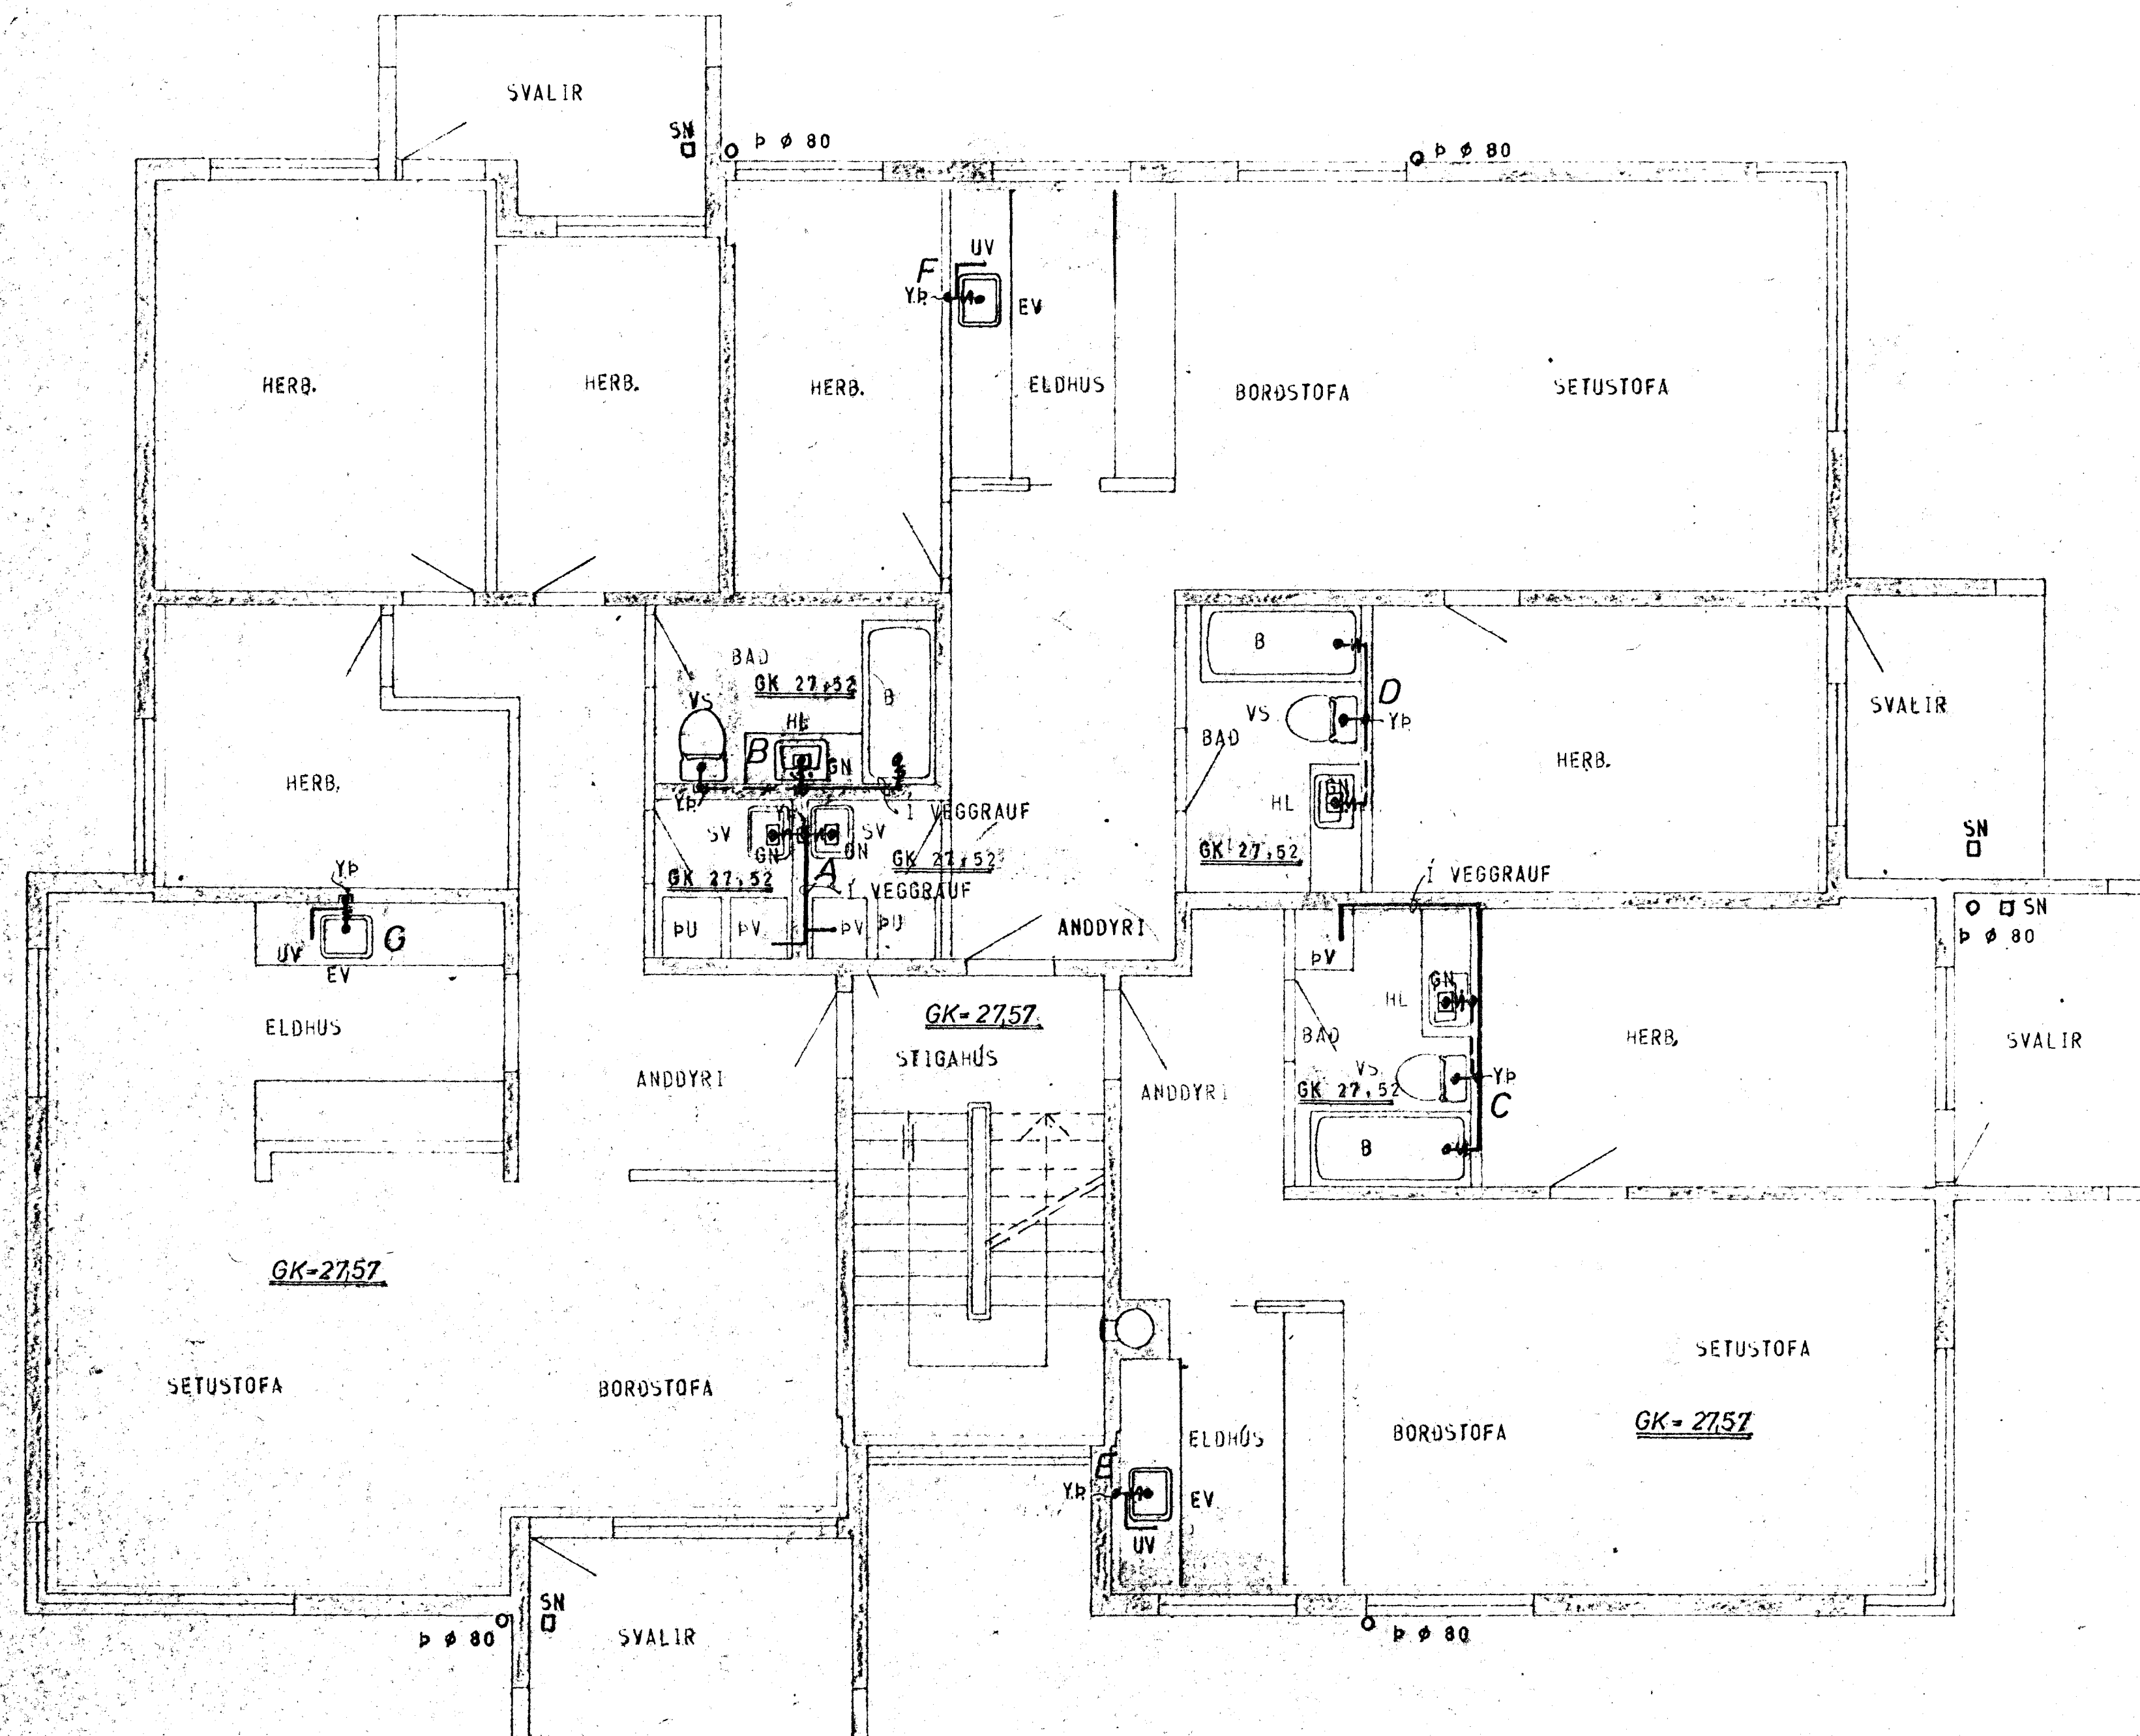 SVALIR
SN
Þ Ø 80
Þ Ø 80
UV
F
YÞ
EV
HERB.
HERB.
HERB.
ELDHUS
BORÐSTOFA
SETUSTOFA
BAD
GK 27,52
B
VS
HL
B
GN
YÞ
Í VEGGRAUF
SV
SV
GN
GN
GK 27,52
GK 27,52
A
Í VEGGRAUF
ÞU
ÞV
ÞV
ÞU
HERB.
B
D
VS
YÞ
BAD
HL
GN
GK 27,52
HERB.
SVALIR
SN
Í VEGGRAUF
YÞ
G
UV
EV
ELDHUS
ANDDYRI
ANDDYRI
GK= 27,57
STIGAHÚS
ANDDYRI
ÞV
GN
HL
BAD
VS
YÞ
GK 27,52
C
B
HERB.
SN
Þ Ø 80
SVALIR
GK=27,57
SETUSTOFA
BORÐSTOFA
SETUSTOFA
GK= 27,57
BORÐSTOFA
ELDHÚS
E
YÞ
EV
UV
SN
Þ Ø 80
SVALIR
Þ Ø 80